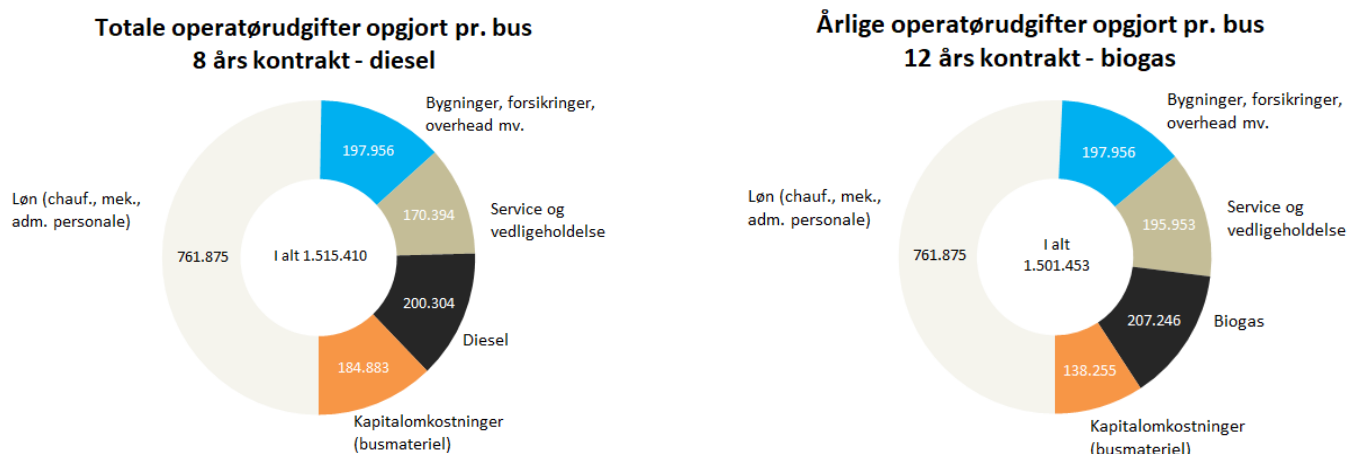 Totale operatørudgifter opgjort pr. bus
8 års kontrakt - diesel
Bygninger, forsikringer,
overhead mv.
197.956
Løn (chauf., mek.,
adm. personale)
170.394
Service og
vedligeholdelse
761.875
I alt 1.515.410
200.304
Diesel
184.883
Kapitalomkostninger
(busmateriel)
Årlige operatørudgifter opgjort pr. bus
12 års kontrakt - biogas
Bygninger, forsikringer,
overhead mv.
197.956
Løn (chauf., mek.,
adm. personale)
195.953
Service og
vedligeholdelse
761.875
I alt
1.501.453
207.246
Biogas
138.255
Kapitalomkostninger
(busmateriel)